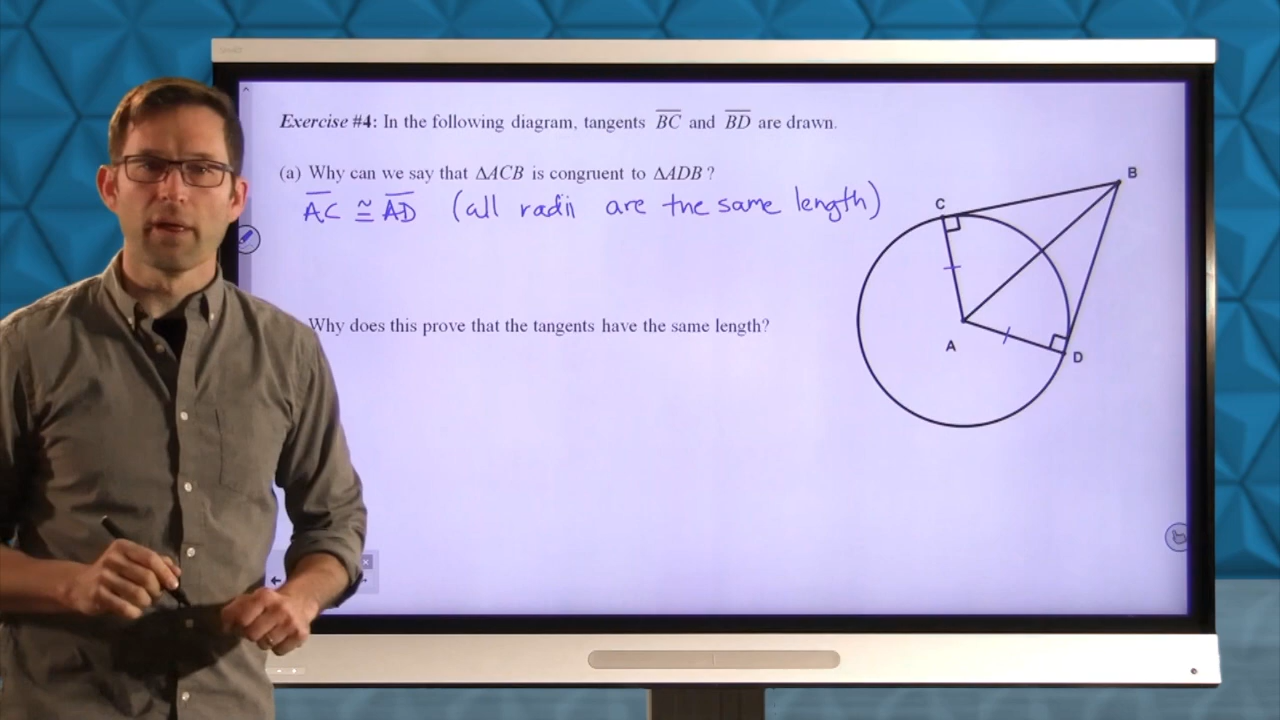 Exercise #4: In the following diagram, tangents BC and BD are drawn.
(a) Why can we say that ΔACB is congruent to ΔADB?
AC ≅ AD (all radii are the same length)
Why does this prove that the tangents have the same length?
B
C
A
D